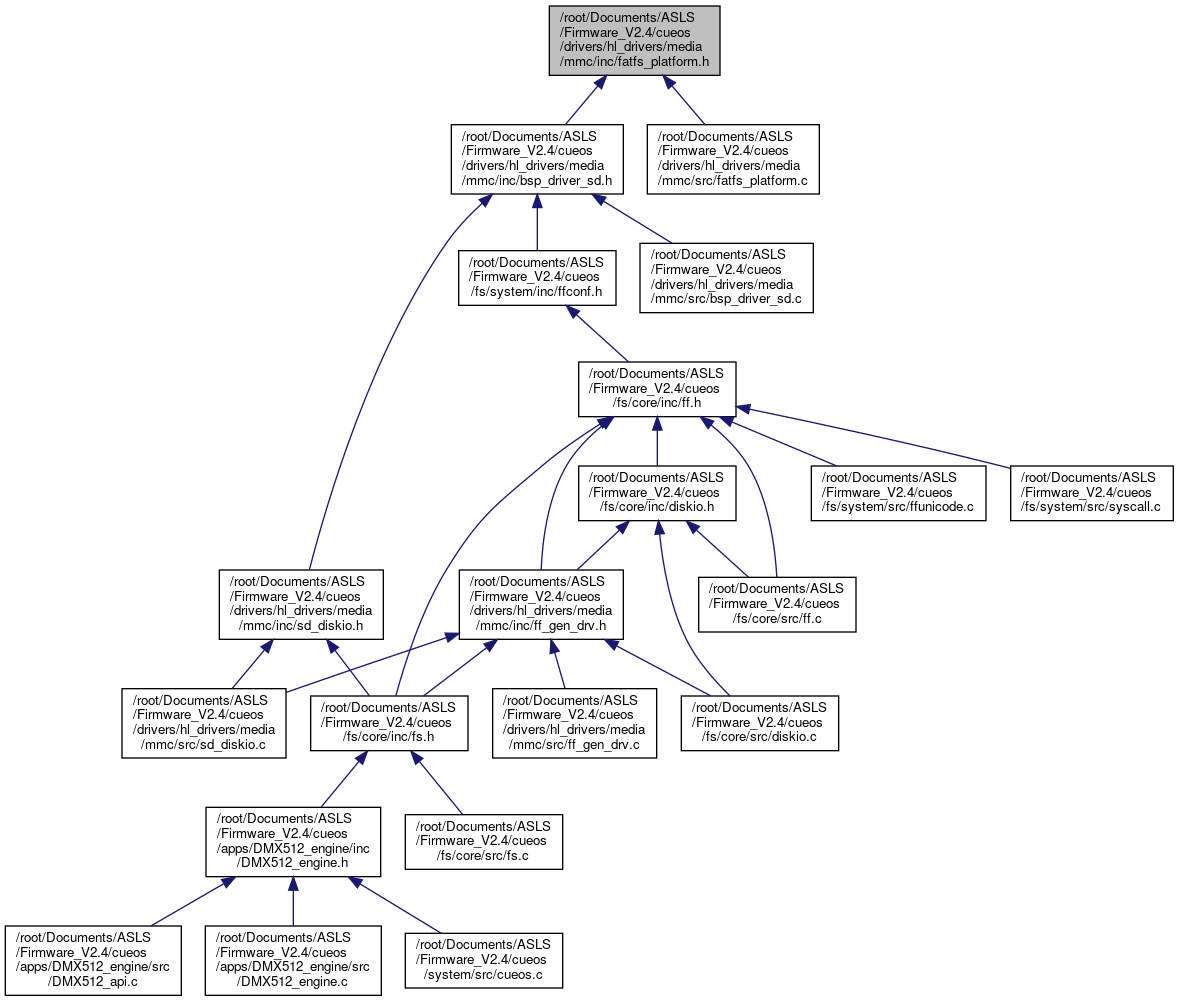 /root/Documents/ASLS
/Firmware_V2.4/cueos
/drivers/hl_drivers/media
/mmc/inc/fatfs_platform.h
/root/Documents/ASLS
/Firmware_V2.4/cueos
/drivers/hl_drivers/media
/mmc/inc/bsp_driver_sd.h
/root/Documents/ASLS
/Firmware_V2.4/cueos
/drivers/hl_drivers/media
/mmc/src/fatfs_platform.c
/root/Documents/ASLS
/Firmware_V2.4/cueos
/fs/system/inc/ffconf.h
/root/Documents/ASLS
/Firmware_V2.4/cueos
/drivers/hl_drivers/media
/mmc/src/bsp_driver_sd.c
/root/Documents/ASLS
/Firmware_V2.4/cueos
/fs/core/inc/ff.h
/root/Documents/ASLS
/Firmware_V2.4/cueos
/fs/core/inc/diskio.h
/root/Documents/ASLS
/Firmware_V2.4/cueos
/fs/system/src/ffunicode.c
/root/Documents/ASLS
/Firmware_V2.4/cueos
/fs/system/src/syscall.c
/root/Documents/ASLS
/Firmware_V2.4/cueos
/drivers/hl_drivers/media
/mmc/inc/sd_diskio.h
/root/Documents/ASLS
/Firmware_V2.4/cueos
/drivers/hl_drivers/media
/mmc/inc/ff_gen_drv.h
/root/Documents/ASLS
/Firmware_V2.4/cueos
/fs/core/src/ff.c
/root/Documents/ASLS
/Firmware_V2.4/cueos
/drivers/hl_drivers/media
/mmc/src/sd_diskio.c
/root/Documents/ASLS
/Firmware_V2.4/cueos
/fs/core/inc/fs.h
/root/Documents/ASLS
/Firmware_V2.4/cueos
/drivers/hl_drivers/media
/mmc/src/ff_gen_drv.c
/root/Documents/ASLS
/Firmware_V2.4/cueos
/fs/core/src/diskio.c
/root/Documents/ASLS
/Firmware_V2.4/cueos
/apps/DMX512_engine/inc
/DMX512_engine.h
/root/Documents/ASLS
/Firmware_V2.4/cueos
/fs/core/src/fs.c
/root/Documents/ASLS
/Firmware_V2.4/cueos
/apps/DMX512_engine/src
/DMX512_api.c
/root/Documents/ASLS
/Firmware_V2.4/cueos
/apps/DMX512_engine/src
/DMX512_engine.c
/root/Documents/ASLS
/Firmware_V2.4/cueos
/system/src/cueos.c